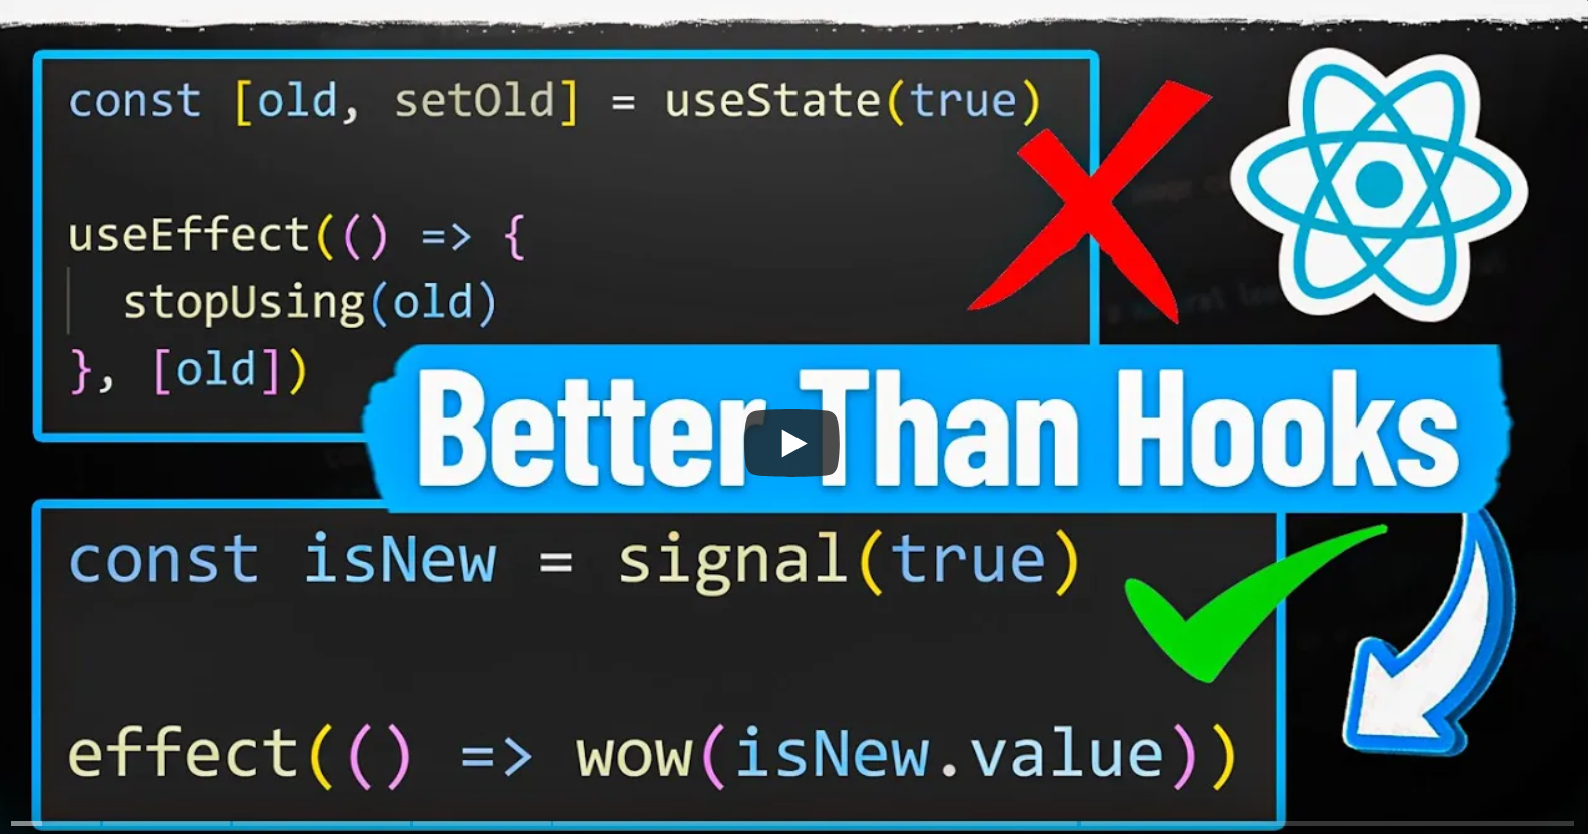 const [old, setOld] = useState(true)
useEffect(() => {
stopUsing(old)
}, [old])
Better Than Hooks
const isNew = signal(true)
effect(() => wow(isNew.value))